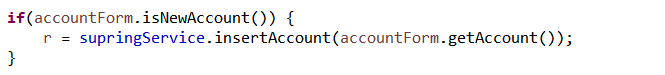 if(accountForm.isNewAccount()) {
    r = supringService.insertAccount(accountForm.getAccount());
}